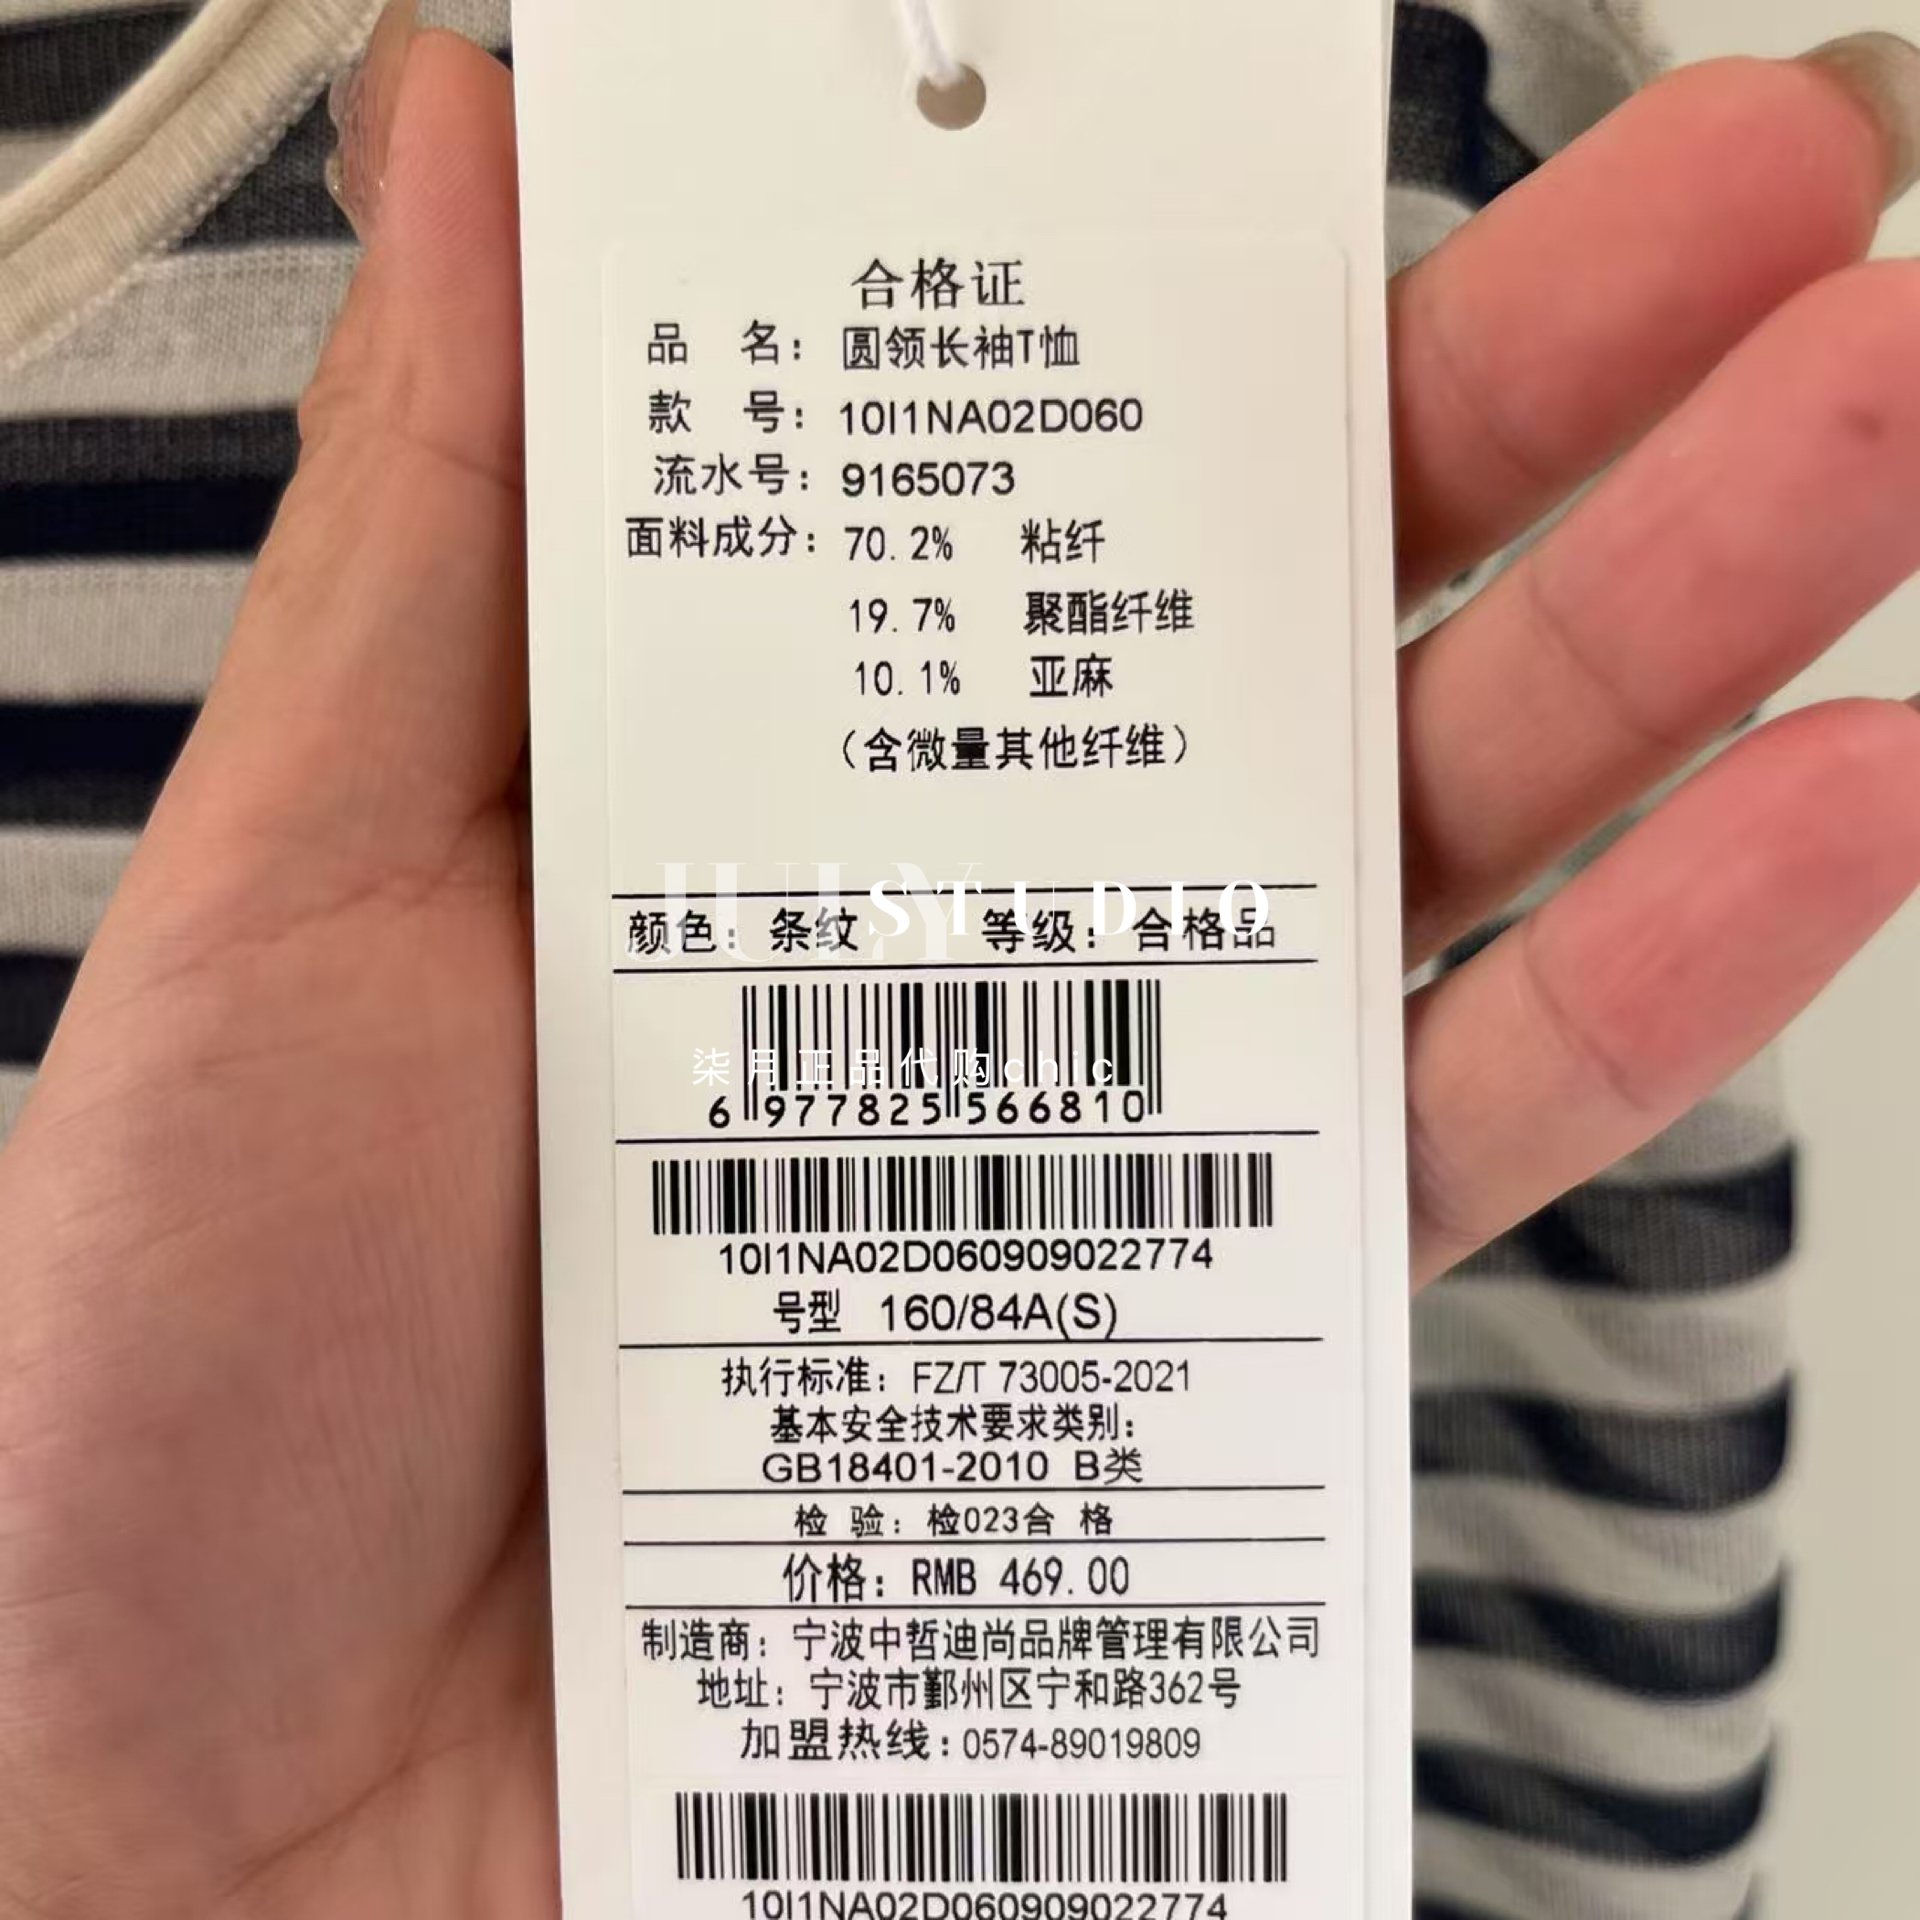 合格证
品 名：圆领长袖T恤
款 号：10I1NA02D060
流水号：9165073
面料成分：70.2% 粘纤
19.7% 聚酯纤维
10.1% 亚麻
（含微量其他纤维）
JULY STUDIO
颜色：条纹 等级：合格品
柒月正品代购chic
6 977825 566810
10I1NA02D060909022774
号型 160/84A(S)
执行标准：FZ/T 73005-2021
基本安全技术要求类别：
GB18401-2010 B类
检 验：检023合 格
价格：RMB 469.00
制造商：宁波中哲迪尚品牌管理有限公司
地址：宁波市鄞州区宁和路362号
加盟热线：0574-89019809
10I1NA02D060909022774